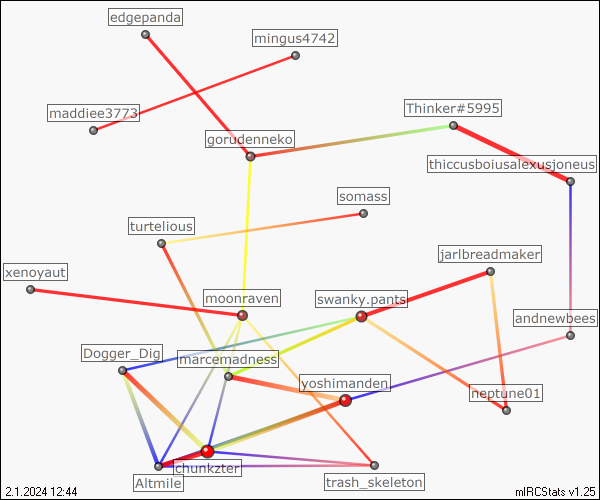 edgepanda
mingus4742
maddiee3773
Thinker#5995
gorudenneko
thiccusboiusalexusjoneus
somass
turtelious
jarlbreadmaker
xenoyaut
moonraven
swanky.pants
andnewbees
Dogger_Dig
marcemadness
yoshimanden
neptune01
chunkzter
Altmile
trash_skeleton
2.1.2024 12:44
mIRCStats v1.25